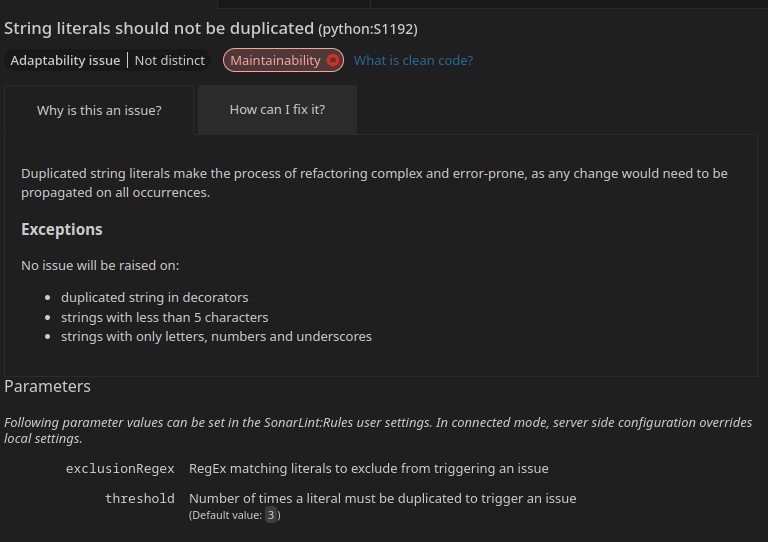 String literals should not be duplicated (python:S1192)
Adaptability issue | Not distinct Maintainability What is clean code?
Why is this an issue? How can I fix it?
Duplicated string literals make the process of refactoring complex and error-prone, as any change would need to be
propagated on all occurrences.
Exceptions
No issue will be raised on:
• duplicated string in decorators
• strings with less than 5 characters
• strings with only letters, numbers and underscores
Parameters
Following parameter values can be set in the SonarLint:Rules user settings. In connected mode, server side configuration overrides
local settings.
exclusionRegex RegEx matching literals to exclude from triggering an issue
threshold Number of times a literal must be duplicated to trigger an issue
(Default value: 3)